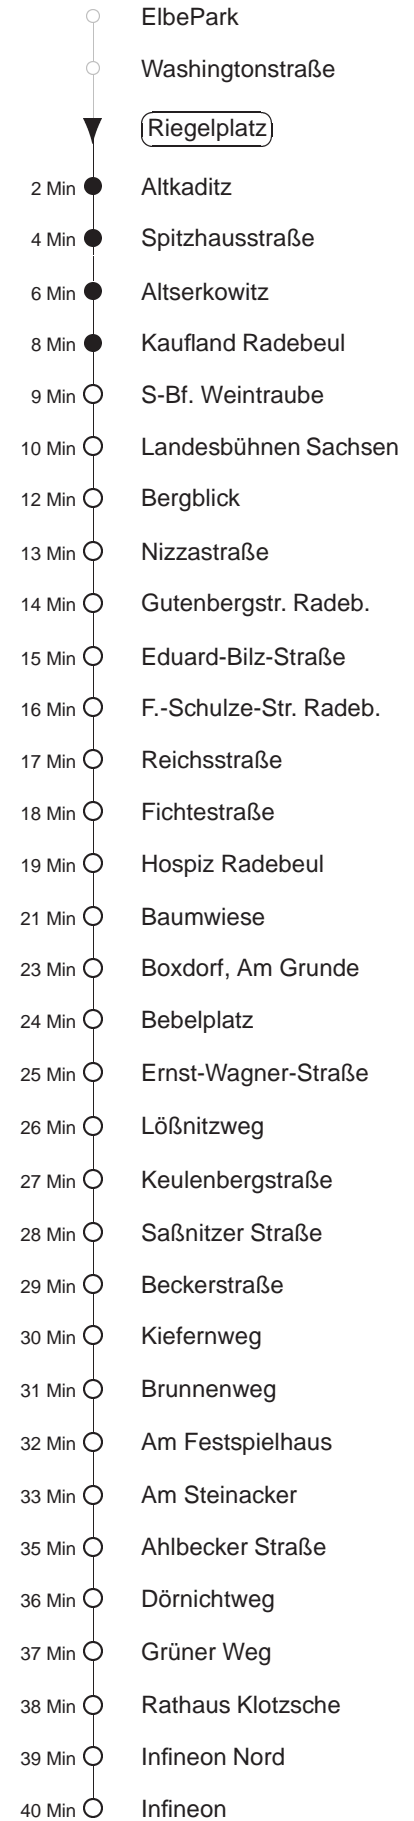 ElbePark
Washingtonstraße
Riegelplatz
2 Min Altkaditz
4 Min Spitzhausstraße
6 Min Altserkowitz
8 Min Kaufland Radebeul
9 Min S-Bf. Weintraube
10 Min Landesbühnen Sachsen
12 Min Bergblick
13 Min Nizzastraße
14 Min Gutenbergstr. Radeb.
15 Min Eduard-Bilz-Straße
16 Min F.-Schulze-Str. Radeb.
17 Min Reichsstraße
18 Min Fichtestraße
19 Min Hospiz Radebeul
21 Min Baumwiese
23 Min Boxdorf, Am Grunde
24 Min Bebelplatz
25 Min Ernst-Wagner-Straße
26 Min Lößnitzweg
27 Min Keulenbergstraße
28 Min Saßnitzer Straße
29 Min Beckerstraße
30 Min Kiefernweg
31 Min Brunnenweg
32 Min Am Festspielhaus
33 Min Am Steinacker
35 Min Ahlbecker Straße
36 Min Dörnichtweg
37 Min Grüner Weg
38 Min Rathaus Klotzsche
39 Min Infineon Nord
40 Min Infineon